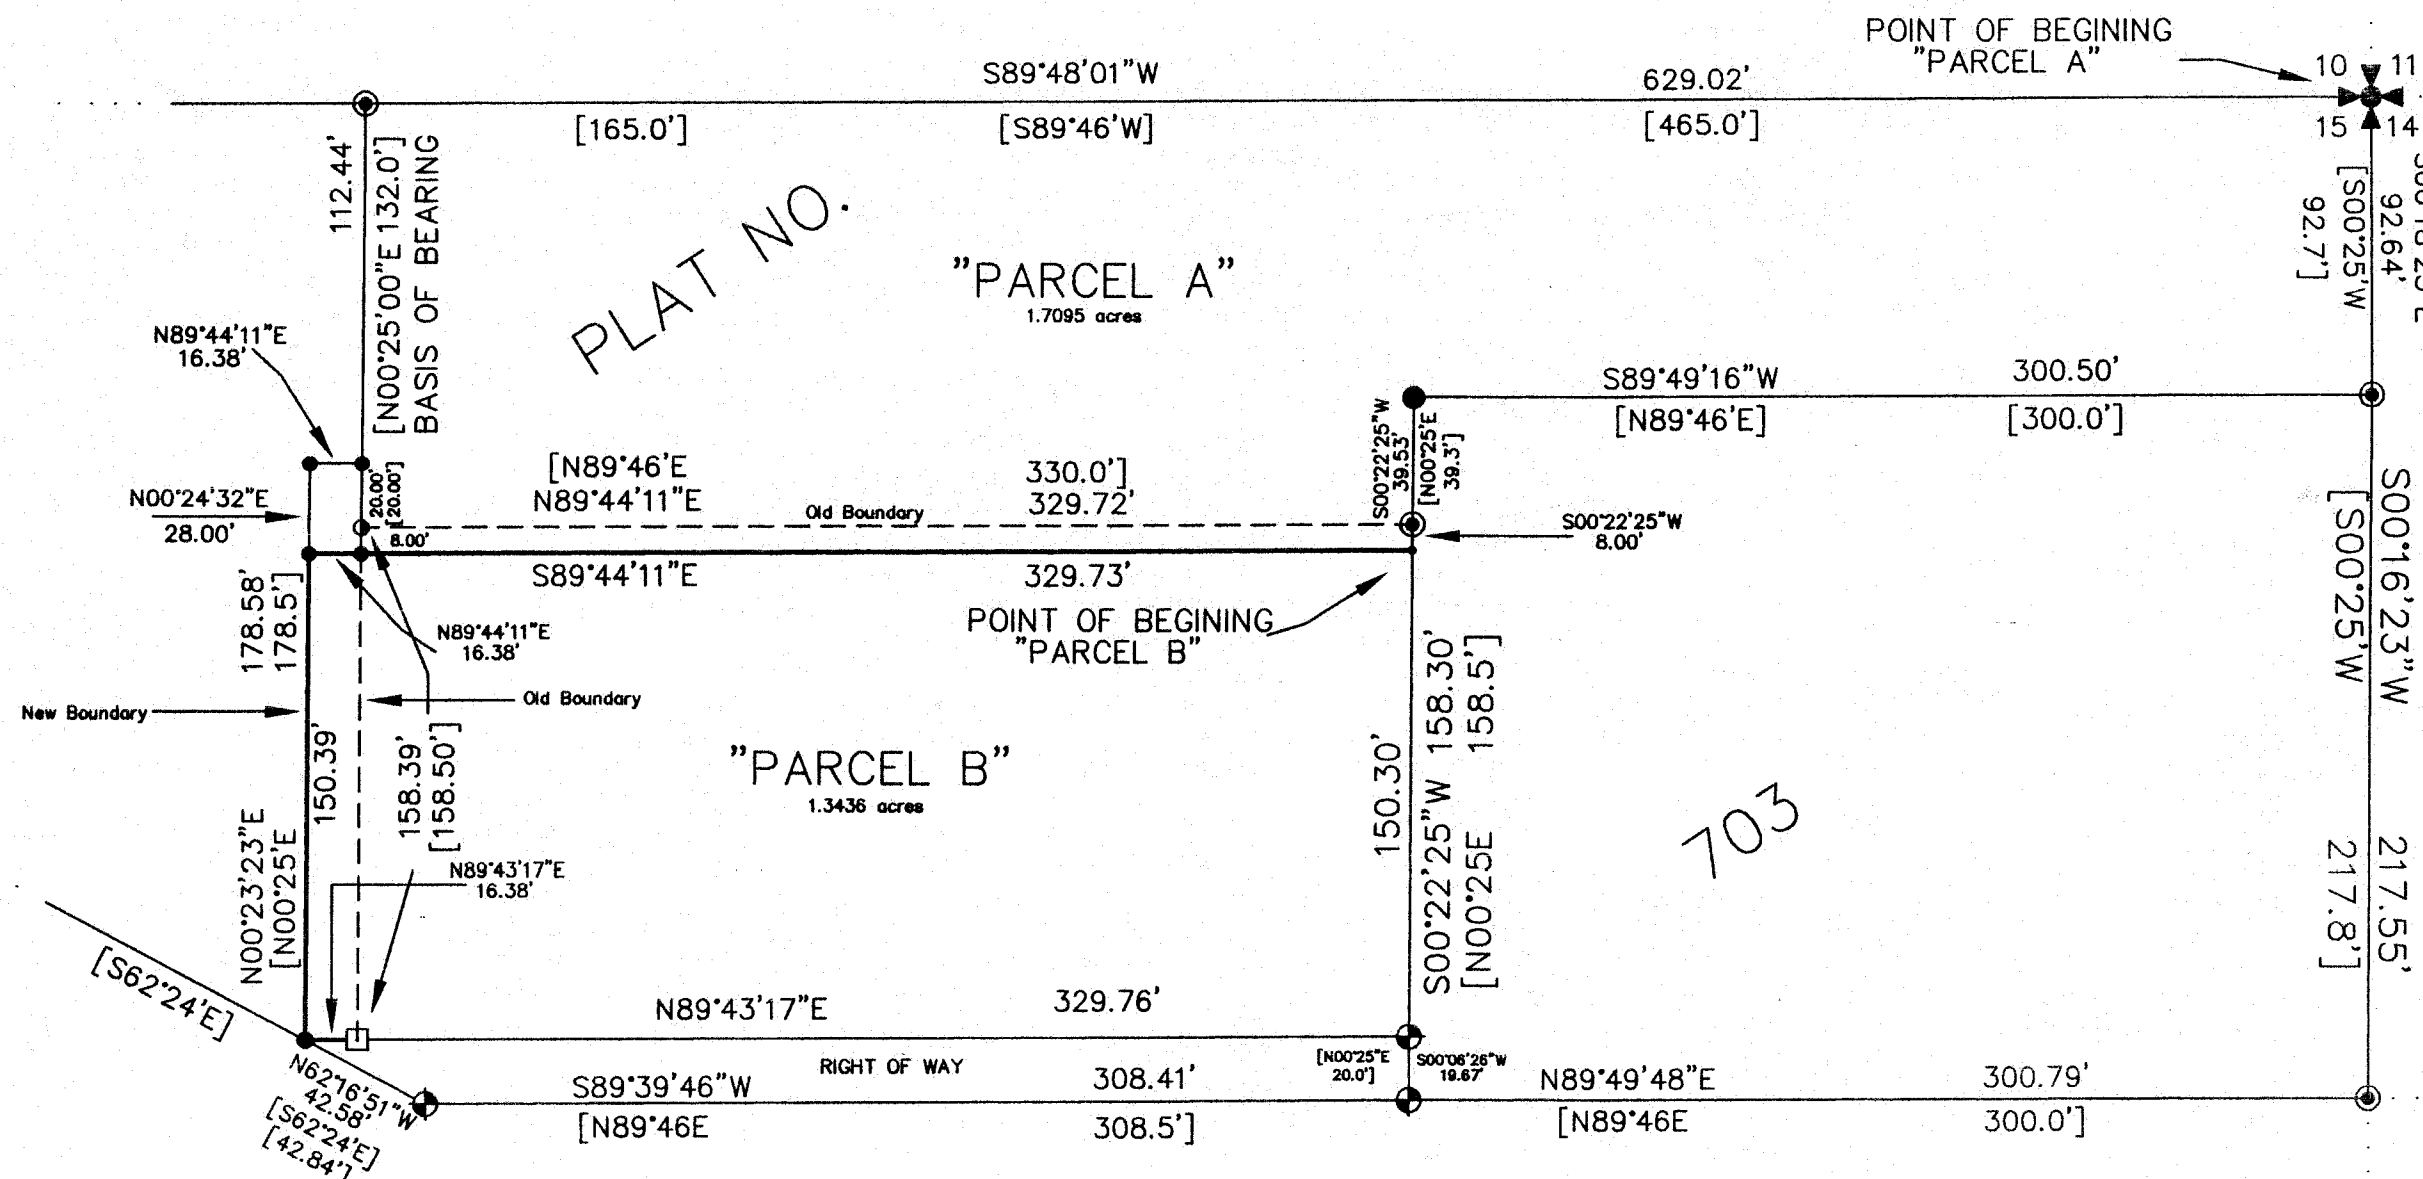 POINT OF BEGINING
"PARCEL A"
10
11
15
14
S89°48'01"W
629.02'
[165.0']
[S89°46'W]
[465.0']
112.44'
[N00°25'00"E 132.0']
BASIS OF BEARING
PLAT NO.
"PARCEL A"
1.7095 acres
92.64'
[S00°25'W
92.7']
N89°44'11"E
16.38'
S89°49'16"W
300.50'
[N89°46'E]
[300.0']
S00°22'25"W
39.53'
[N00°25'E
39.3']
[N89°46'E
330.0']
N89°44'11"E
329.72'
Old Boundary
20.00'
[20.00']
8.00'
N00°24'32"E
28.00'
S00°22'25"W
8.00'
S89°44'11"E
329.73'
POINT OF BEGINING
"PARCEL B"
N89°44'11"E
16.38'
178.58'
178.5']
Old Boundary
New Boundary
150.39'
158.39'
[158.50']
"PARCEL B"
1.3436 acres
N89°43'17"E
16.38'
N00°23'23"E
[N00°25'E
150.30'
S00°22'25"W 158.30'
[N00°25E 158.5']
703
S00°16'23"W
[S00°25'W
217.55'
217.8']
[S62°24'E]
N89°43'17"E
329.76'
RIGHT OF WAY
[N00°25"E
20.0']
S00°06'26"W
19.67'
N62°16'51"W
42.58'
[S62°24'E]
[42.84']
S89°39'46"W
308.41'
[N89°46E
308.5']
N89°49'48"E
300.79'
[N89°46E
300.0']